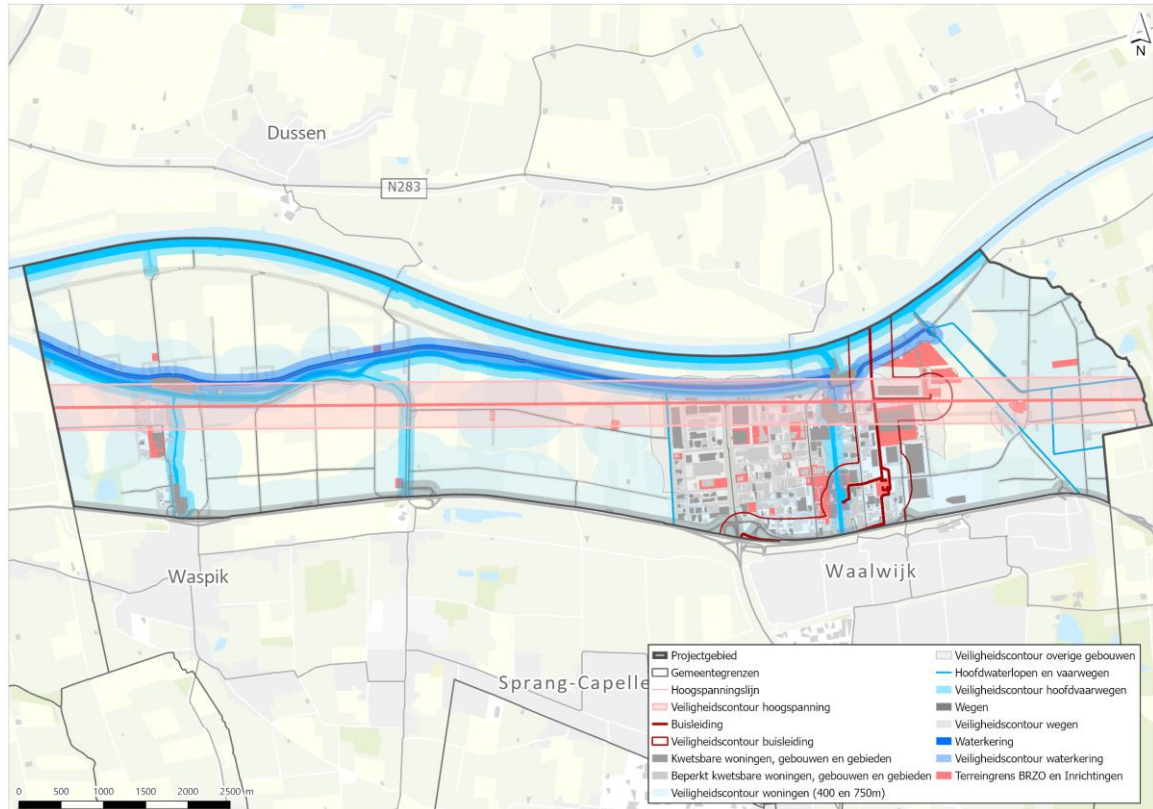 N
Dussen
N283
Waspik
Waalwijk
Sprang-Capelle
Projectgebied
Gemeentegrenzen
Hoogspanningslijn
Veiligheidscontour hoogspanning
Buisleiding
Veiligheidscontour buisleiding
Kwetsbare woningen, gebouwen en gebieden
Beperkt kwetsbare woningen, gebouwen en gebieden
Veiligheidscontour woningen (400 en 750m)
Veiligheidscontour overige gebouwen
Hoofdwaterlopen en vaarwegen
Veiligheidscontour hoofdvaarwegen
Wegen
Veiligheidscontour wegen
Waterkering
Veiligheidscontour waterkering
Terreingrens BRZO en Inrichtingen
0 500 1000 1500 2000 2500 m